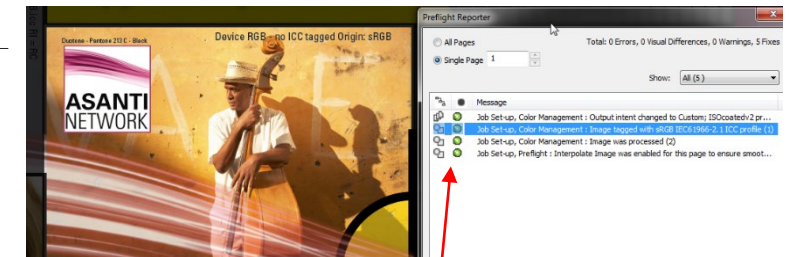 Duotone - Pantone 213 C - Black
Device RGB - no ICC tagged Origin: sRGB
ASANTI
NETWORK
Preflight Reporter
All Pages
Total: 0 Errors, 0 Visual Differences, 0 Warnings, 5 Fixes
Single Page 1
Show: All (5 )
Message
Job Set-up, Color Management : Output intent changed to Custom; ISOcoatedv2 pr...
Job Set-up, Color Management : Image tagged with sRGB IEC61966-2.1 ICC profile (1)
Job Set-up, Color Management : Image was processed (2)
Job Set-up, Preflight : Interpolate Image was enabled for this page to ensure smoot...